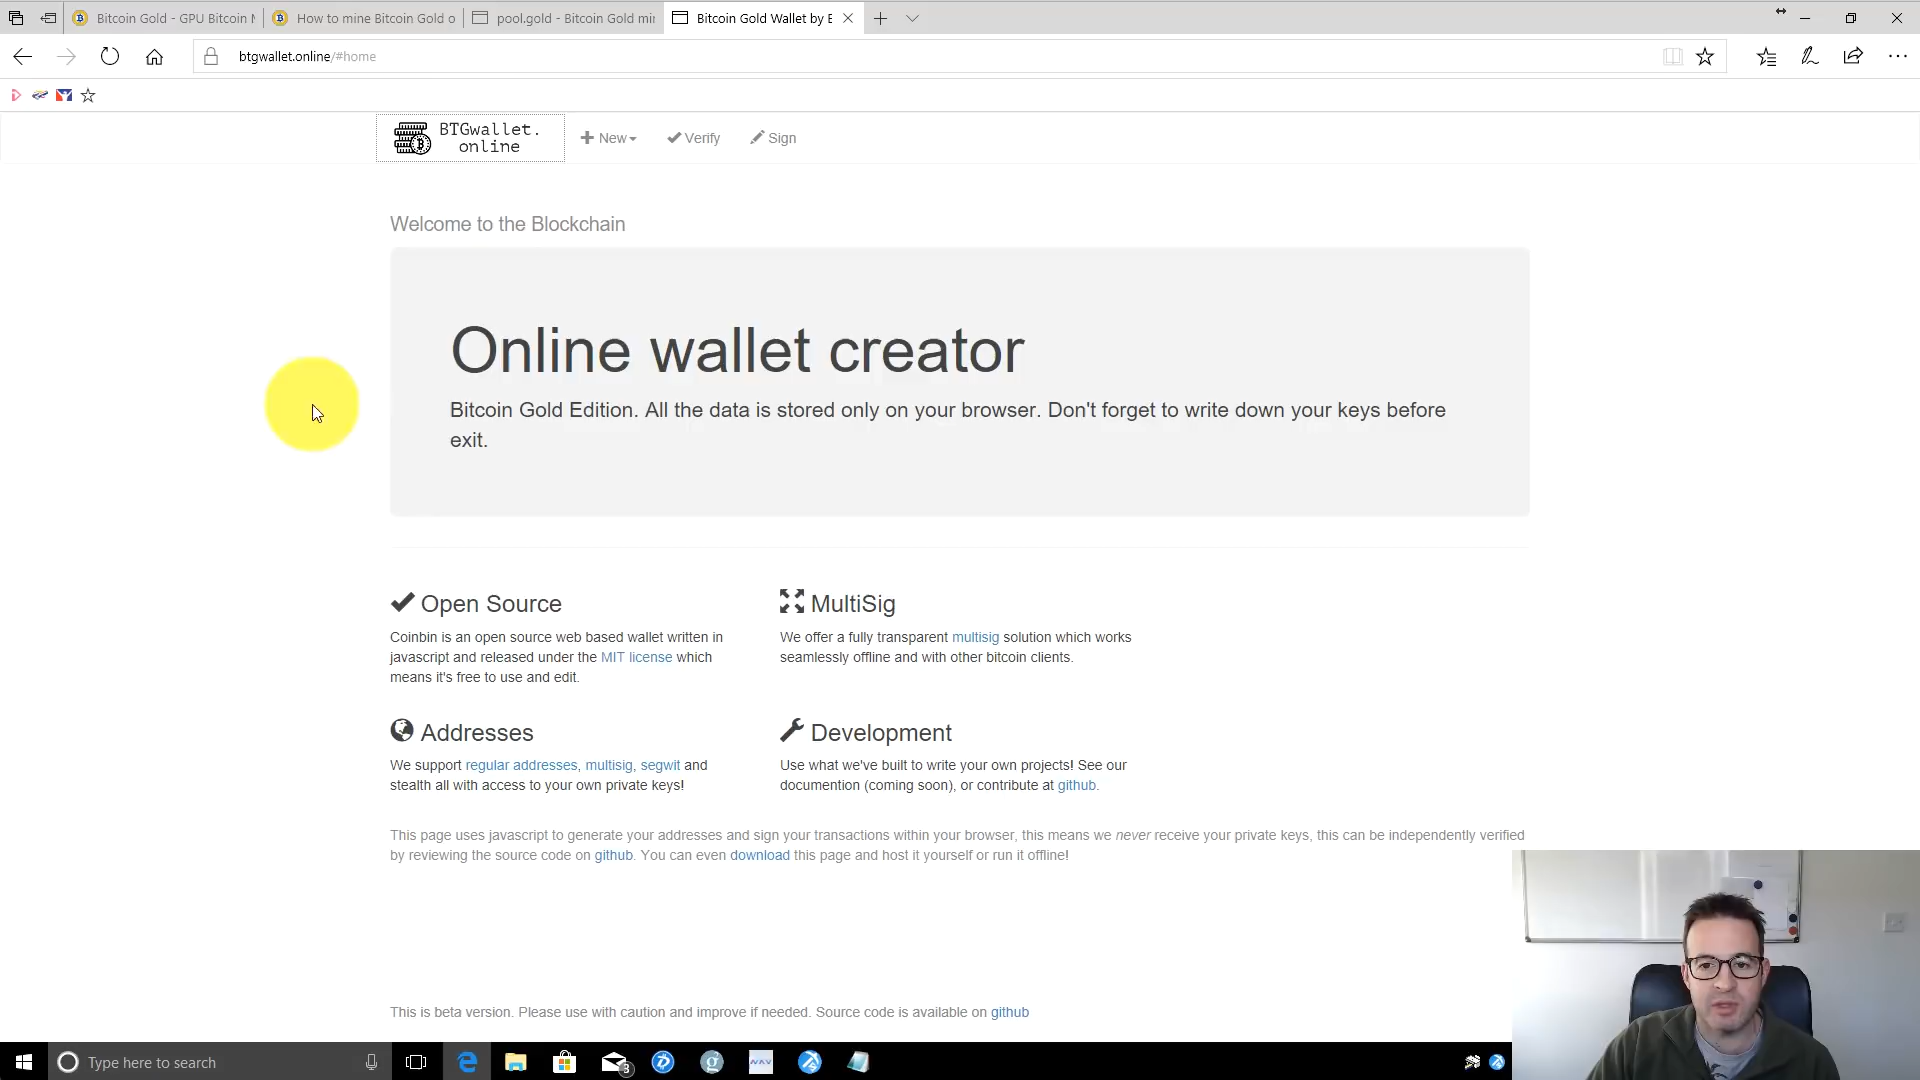 Bitcoin Gold - GPU Bitcoin M
How to mine Bitcoin Gold o
pool.gold - Bitcoin Gold min
Bitcoin Gold Wallet by E
btgwallet.online/#home
BTGwallet.
online
New
Verify
Sign
Welcome to the Blockchain
Online wallet creator
Bitcoin Gold Edition. All the data is stored only on your browser. Don't forget to write down your keys before
exit.
Open Source
Coinbin is an open source web based wallet written in
javascript and released under the MIT license which
means it's free to use and edit.
MultiSig
We offer a fully transparent multisig solution which works
seamlessly offline and with other bitcoin clients.
Addresses
We support regular addresses, multisig, segwit and
stealth all with access to your own private keys!
Development
Use what we've built to write your own projects! See our
documention (coming soon), or contribute at github.
This page uses javascript to generate your addresses and sign your transactions within your browser, this means we never receive your private keys, this can be independently verified
by reviewing the source code on github. You can even download this page and host it yourself or run it offline!
This is beta version. Please use with caution and improve if needed. Source code is available on github
Type here to search
3